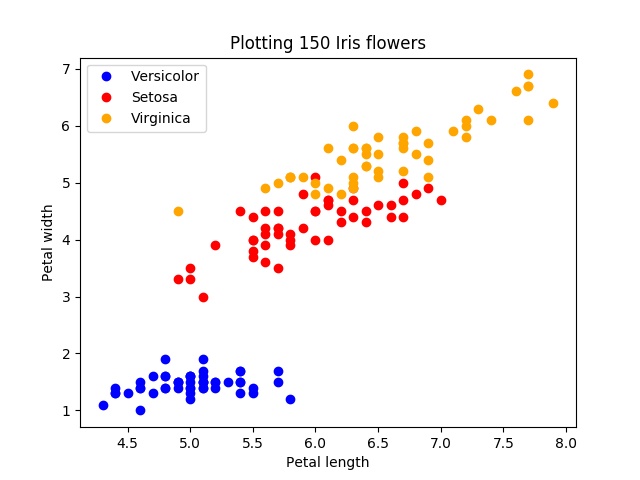 Plotting 150 Iris flowers
Versicolor
Setosa
Virginica
7
6
5
4
3
2
1
Petal width
4.5 5.0 5.5 6.0 6.5 7.0 7.5 8.0
Petal length